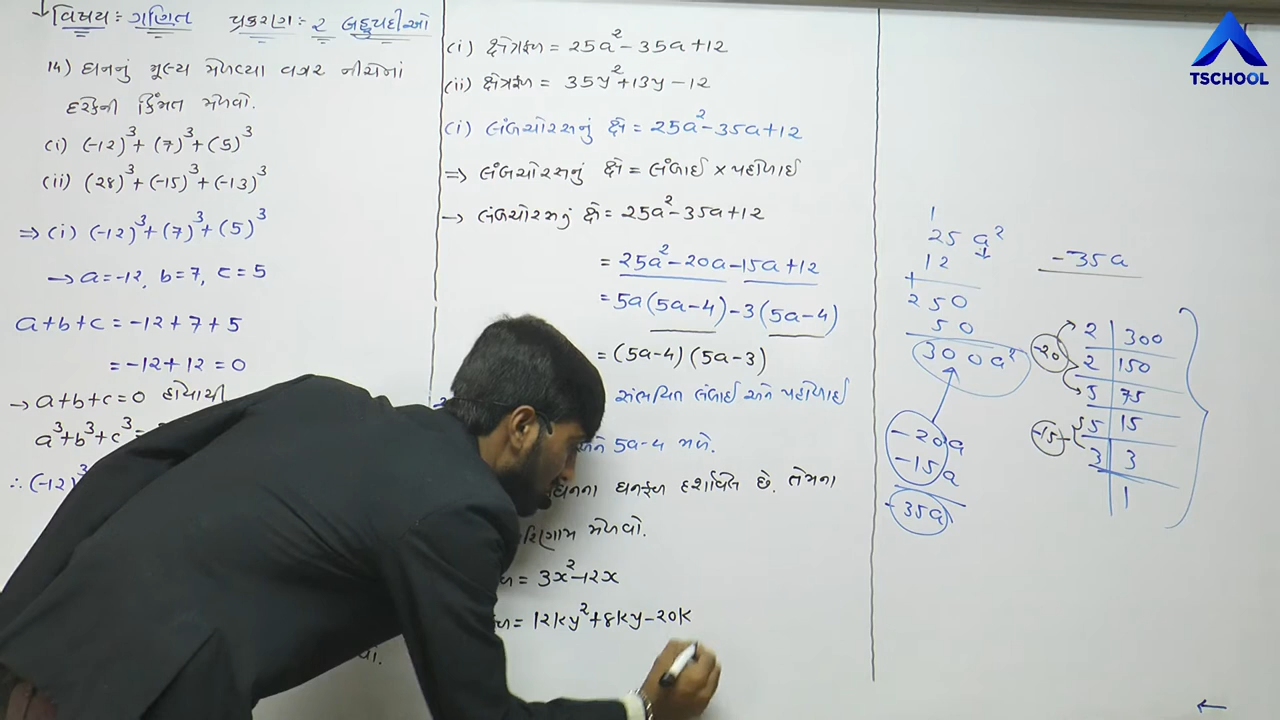 વિષય: ગણિત પ્રકરણ: ૨ બહુપદીઓ
14) ઘનનું મૂલ્ય મેળવ્યા વગર નીચેનાં
દરેકની કિંમત મેળવો.
(i) (-12)³+(7)³+(5)³
(ii) (28)³+(-15)³+(-13)³
⇒ (i) (-12)³+(7)³+(5)³
→ a=-12, b=7, c=5
a+b+c = -12+7+5
= -12+12 = 0
→ a+b+c=0 હોવાથી
a³+b³+c³ =
∴ (-12)³
(i) ક્ષેત્રફળ = 25a²-35a+12
(ii) ક્ષેત્રફળ = 35y²+13y-12
(i) લંબચોરસનું ક્ષે = 25a²-35a+12
⇒ લંબચોરસનું ક્ષે = લંબાઈ × પહોળાઈ
→ લંબચોરસનું ક્ષે = 25a²-35a+12
= 25a²-20a-15a+12
= 5a(5a-4)-3(5a-4)
= (5a-4) (5a-3)
સંભવિત લંબાઈ અને પહોળાઈ
અને 5a-4 મળે.
ઘનના ઘનફળ દર્શાવેલ છે. તેમના
પરિણામ મેળવો.
= 3x²-12x
= 12ky²+8ky-20k
1
25 a²
12
+
250
50
300a²
-20a
-15a
-35a
-35a
2 | 300
-20 2 | 150
5 | 75
-15 5 | 15
3 | 3
| 1
←
TSCHOOL